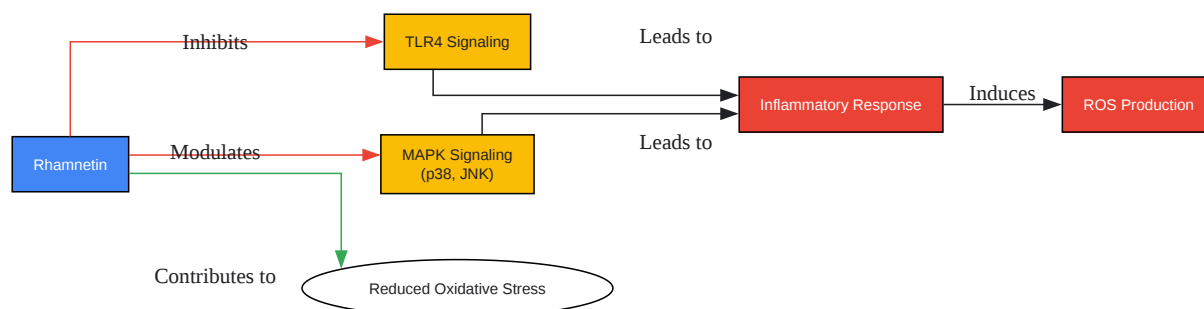 Inhibits
TLR4 Signaling
Leads to
Inflammatory Response
Induces
ROS Production
Rhamnetin
Modulates
MAPK Signaling
(p38, JNK)
Leads to
Contributes to
Reduced Oxidative Stress